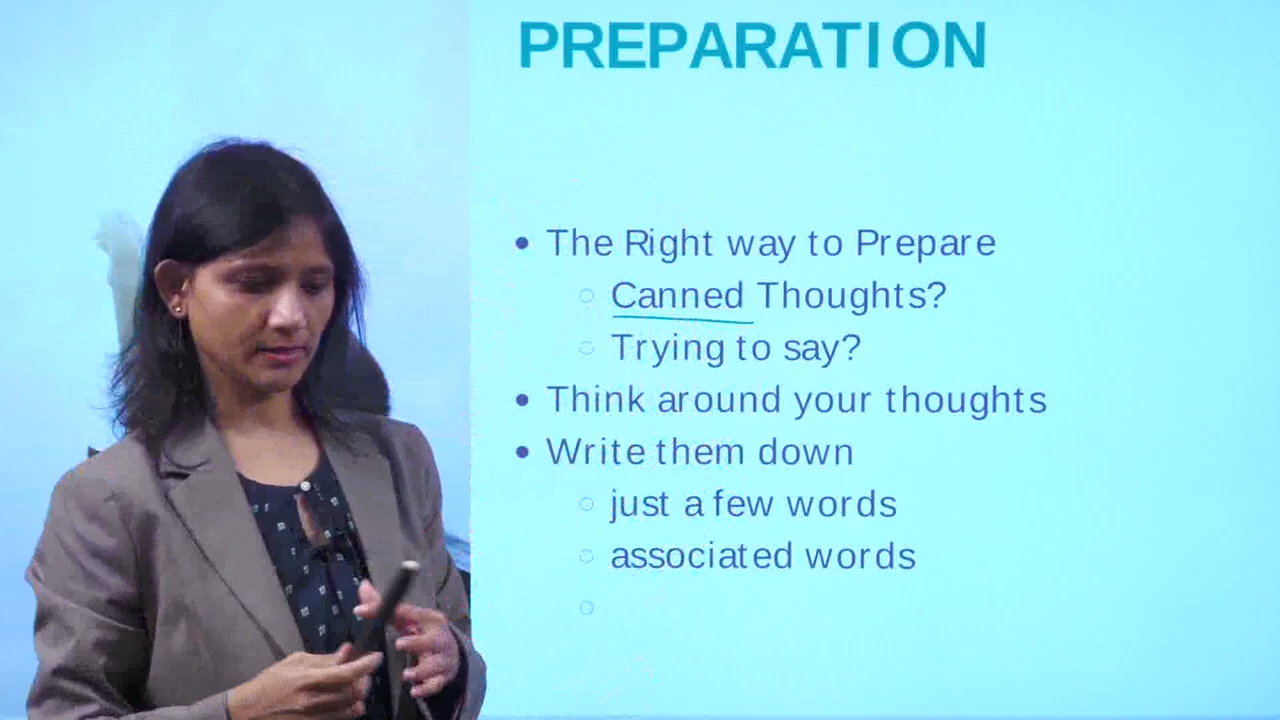 PREPARATION
The Right way to Prepare
Canned Thoughts?
Trying to say?
Think around your thoughts
Write them down
just a few words
associated words